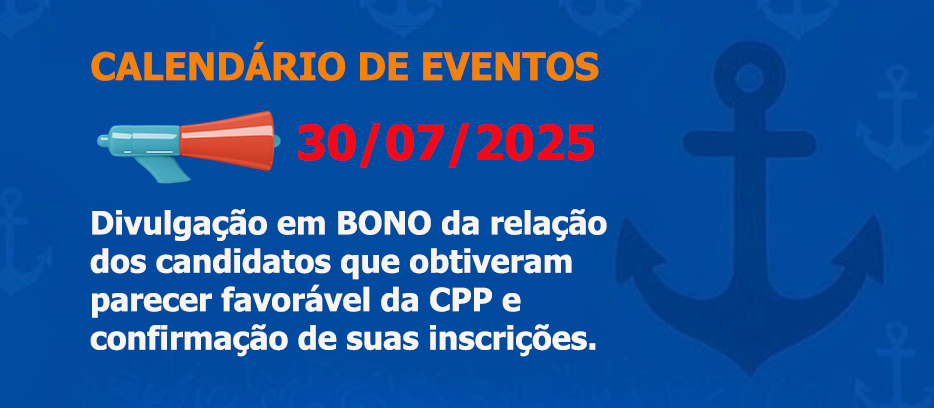 CALENDÁRIO DE EVENTOS
30/07/2025
Divulgação em BONO da relação
dos candidatos que obtiveram
parecer favorável da CPP e
confirmação de suas inscrições.